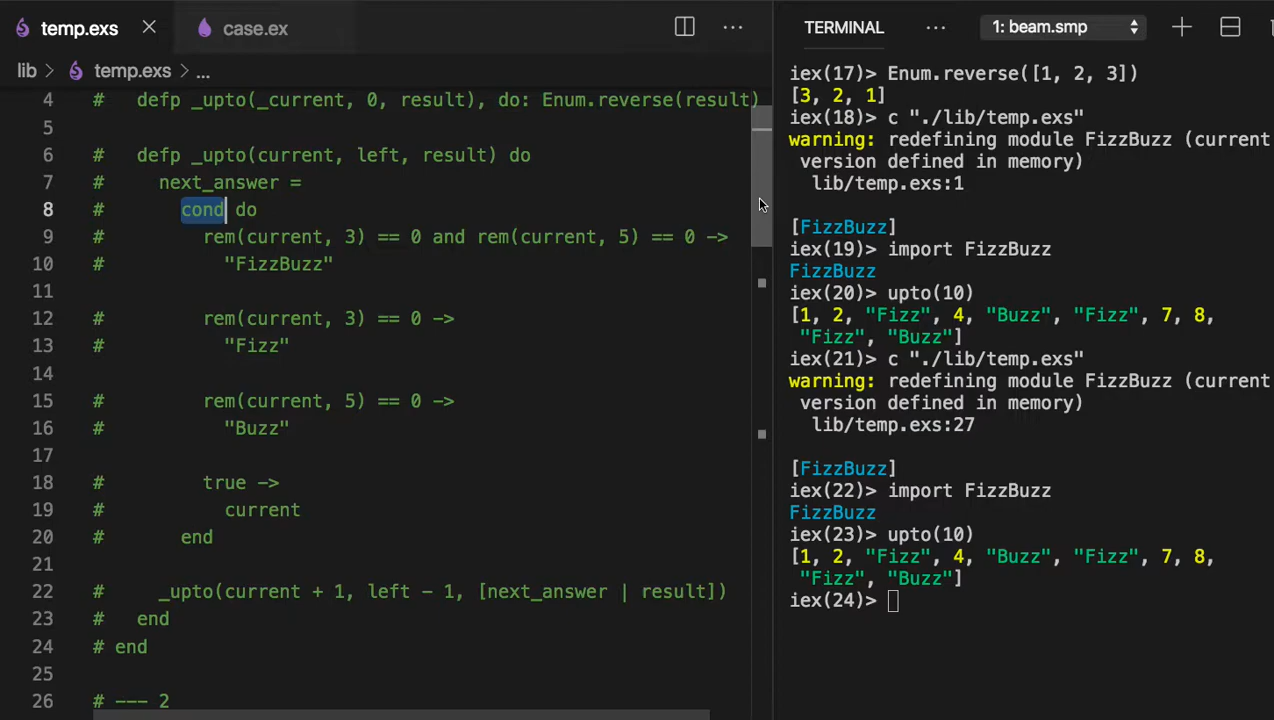 temp.exs
case.ex
lib > temp.exs > ...
4 #   defp _upto(_current, 0, result), do: Enum.reverse(result)
5
6 #   defp _upto(current, left, result) do
7 #     next_answer =
8 #       cond do
9 #         rem(current, 3) == 0 and rem(current, 5) == 0 ->
10 #           "FizzBuzz"
11
12 #         rem(current, 3) == 0 ->
13 #           "Fizz"
14
15 #         rem(current, 5) == 0 ->
16 #           "Buzz"
17
18 #         true ->
19 #           current
20 #       end
21
22 #     _upto(current + 1, left - 1, [next_answer | result])
23 #   end
24 # end
25
26 # --- 2
TERMINAL
1: beam.smp
iex(17)> Enum.reverse([1, 2, 3])
[3, 2, 1]
iex(18)> c "./lib/temp.exs"
warning: redefining module FizzBuzz (current
version defined in memory)
lib/temp.exs:1
[FizzBuzz]
iex(19)> import FizzBuzz
FizzBuzz
iex(20)> upto(10)
[1, 2, "Fizz", 4, "Buzz", "Fizz", 7, 8,
"Fizz", "Buzz"]
iex(21)> c "./lib/temp.exs"
warning: redefining module FizzBuzz (current
version defined in memory)
lib/temp.exs:27
[FizzBuzz]
iex(22)> import FizzBuzz
FizzBuzz
iex(23)> upto(10)
[1, 2, "Fizz", 4, "Buzz", "Fizz", 7, 8,
"Fizz", "Buzz"]
iex(24)>